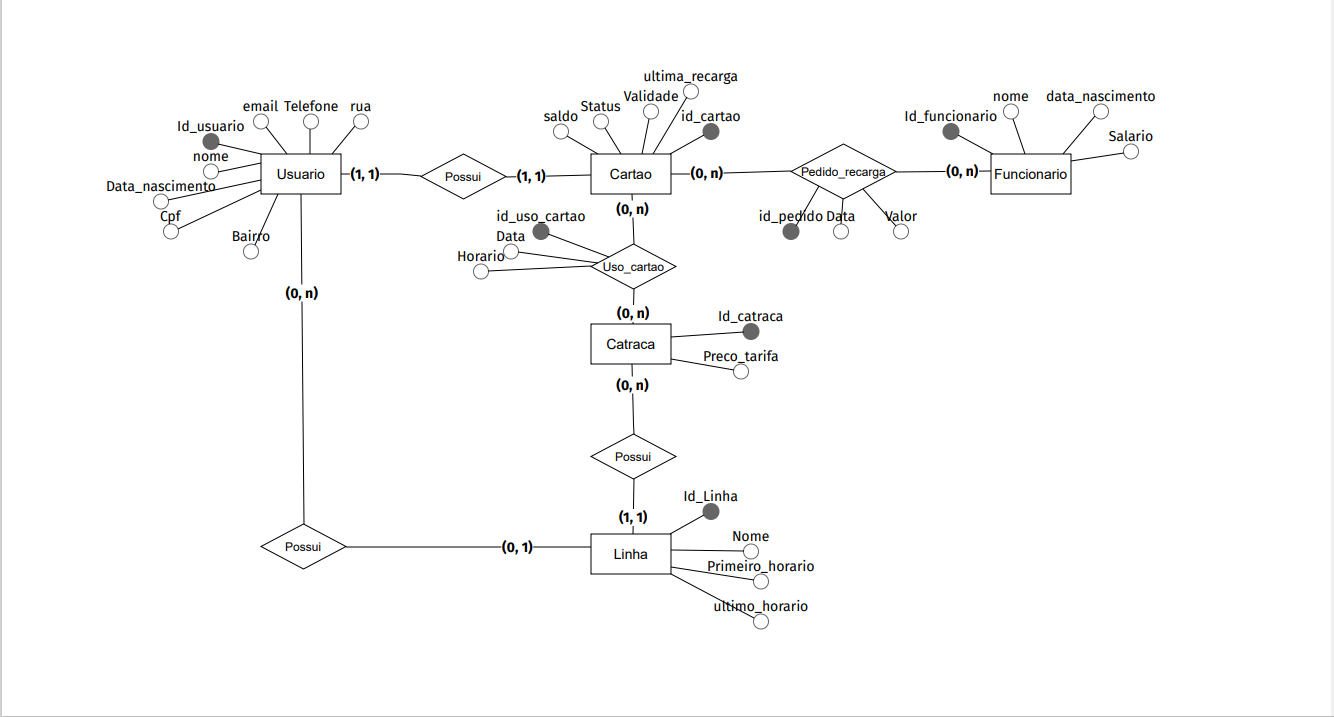 ultima_recarga
Validade
email
Telefone
rua
Status
saldo
id_cartao
nome
data_nascimento
Id_funcionario
Salario
Id_usuario
nome
Data_nascimento
Cpf
Bairro
Usuario
(1, 1)
Possui
(1, 1)
Cartao
(0, n)
Pedido_recarga
(0, n)
Funcionario
id_pedido
Data
Valor
(0, n)
id_uso_cartao
Data
Horario
Uso_cartao
(0, n)
(0, n)
Id_catraca
Catraca
Preco_tarifa
(0, n)
Possui
Id_Linha
(1, 1)
Nome
Possui
(0, 1)
Linha
Primeiro_horario
ultimo_horario